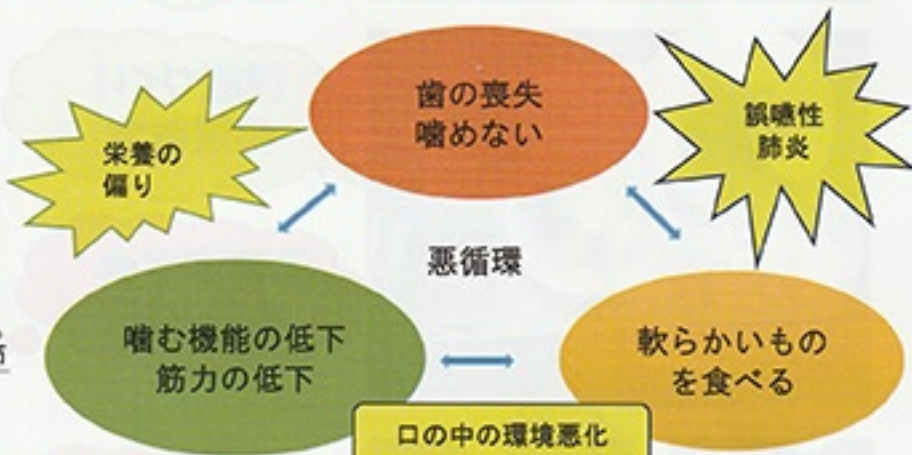 歯の喪失
噛めない
誤嚥性
肺炎
栄養の
偏り
悪循環
噛む機能の低下
筋力の低下
軟らかいもの
を食べる
口の中の環境悪化